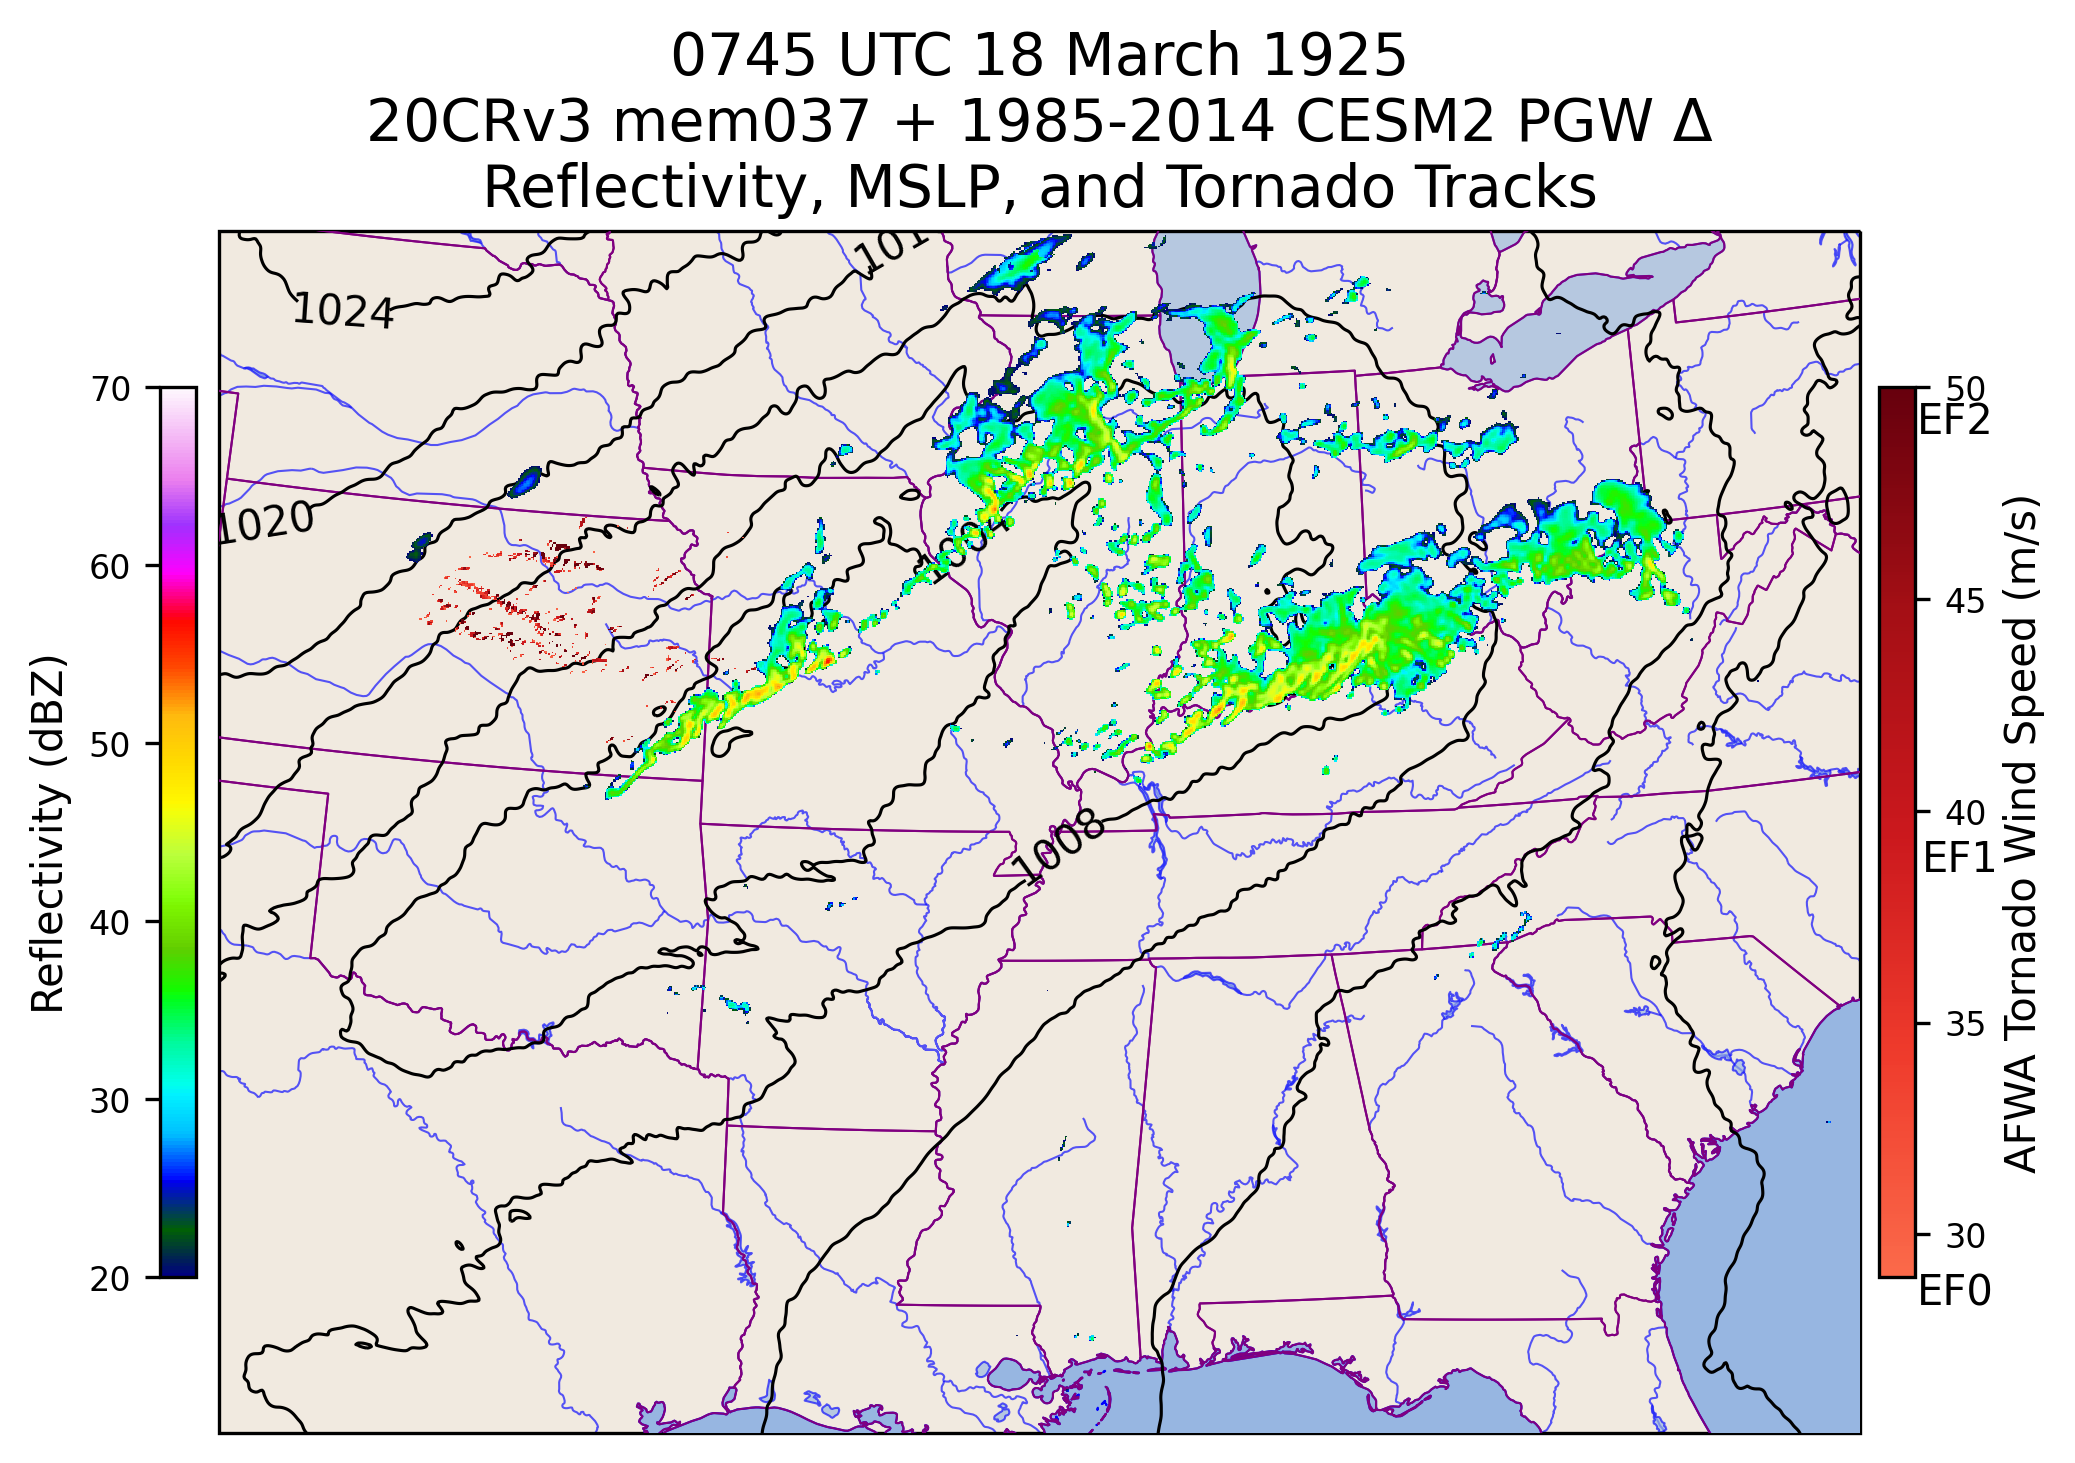 0745 UTC 18 March 1925
20CRv3 mem037 + 1985-2014 CESM2 PGW Δ
Reflectivity, MSLP, and Tornado Tracks
1024
1020
1008
70
60
50
40
30
20
Reflectivity (dBZ)
50
EF2
45
40
EF1
35
30
EF0
AFWA Tornado Wind Speed (m/s)